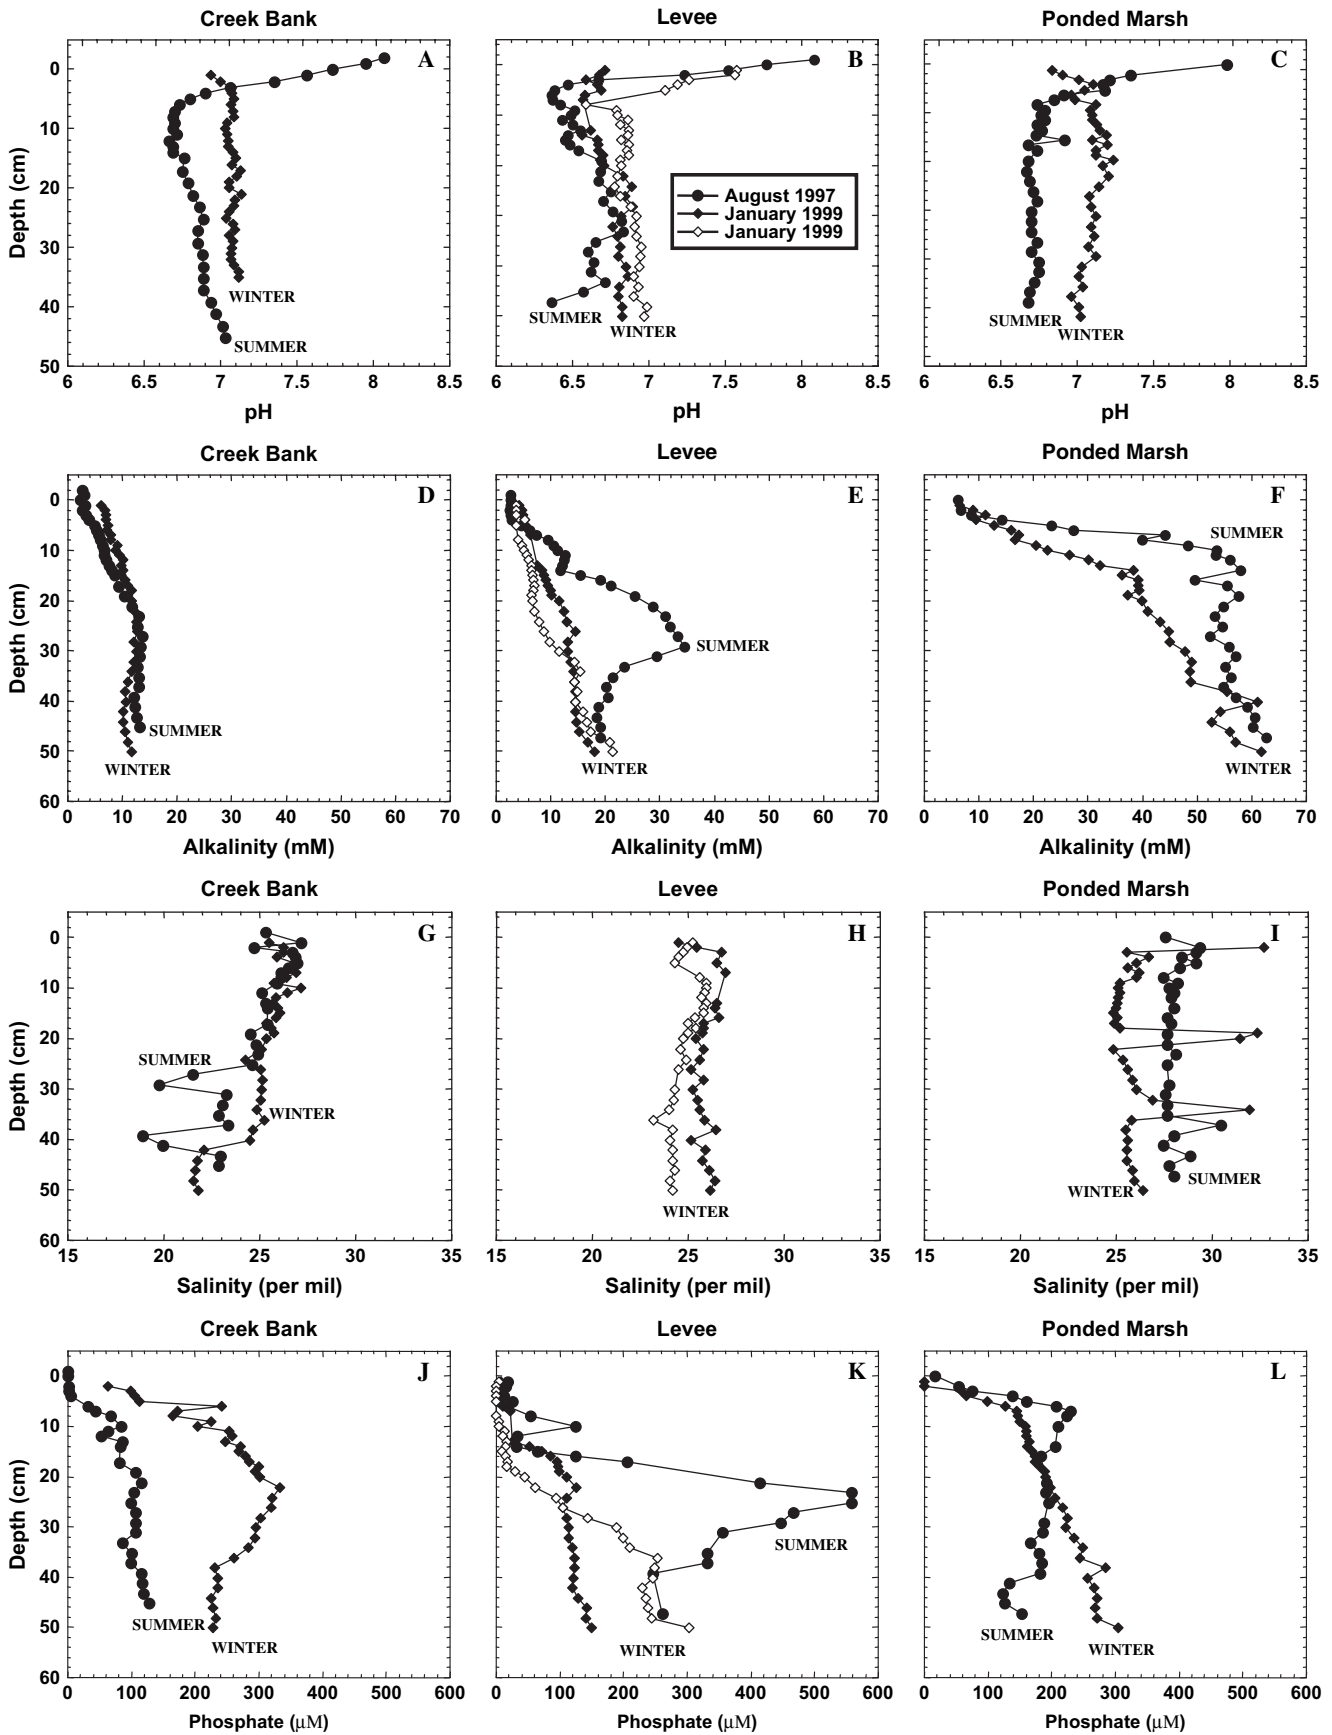 Creek Bank
Levee
Ponded Marsh
A
B
C
0
10
20
30
40
50
Depth (cm)
August 1997
January 1999
January 1999
WINTER
SUMMER
SUMMER
WINTER
SUMMER
WINTER
6 6.5 7 7.5 8 8.5
6 6.5 7 7.5 8 8.5
6 6.5 7 7.5 8 8.5
pH
pH
pH
Creek Bank
Levee
Ponded Marsh
D
E
F
0
10
20
30
40
50
60
Depth (cm)
SUMMER
WINTER
SUMMER
WINTER
SUMMER
WINTER
0 10 20 30 40 50 60 70
0 10 20 30 40 50 60 70
0 10 20 30 40 50 60 70
Alkalinity (mM)
Alkalinity (mM)
Alkalinity (mM)
Creek Bank
Levee
Ponded Marsh
G
H
I
0
10
20
30
40
50
60
Depth (cm)
SUMMER
WINTER
WINTER
WINTER
SUMMER
15 20 25 30 35
15 20 25 30 35
15 20 25 30 35
Salinity (per mil)
Salinity (per mil)
Salinity (per mil)
Creek Bank
Levee
Ponded Marsh
J
K
L
0
10
20
30
40
50
60
Depth (cm)
SUMMER
WINTER
SUMMER
WINTER
SUMMER
WINTER
0 100 200 300 400 500 600
0 100 200 300 400 500 600
0 100 200 300 400 500 600
Phosphate (µM)
Phosphate (µM)
Phosphate (µM)